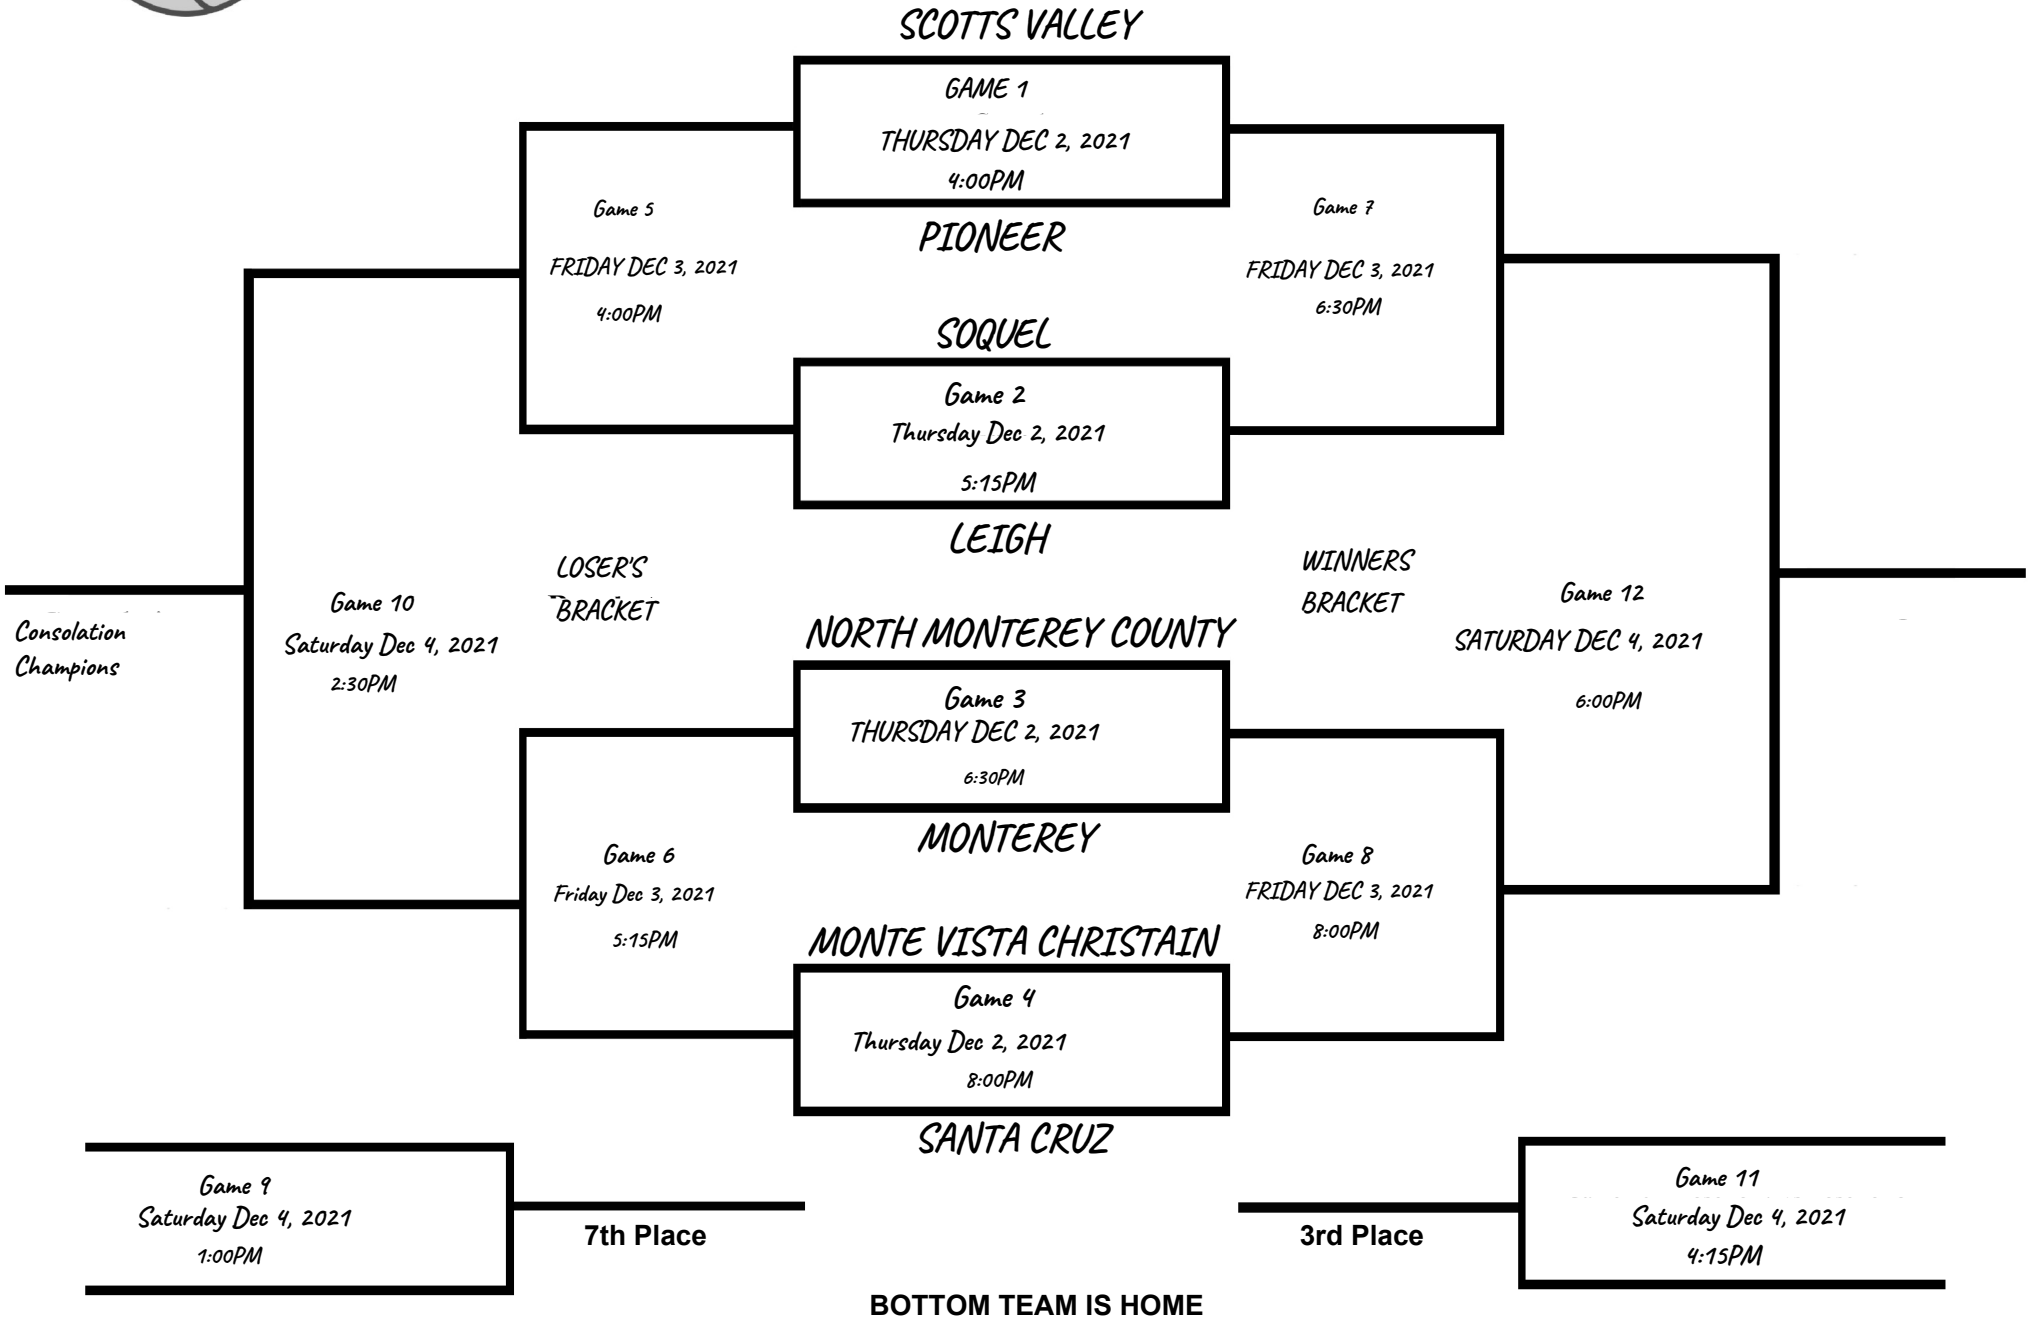 SCOTTS VALLEY
GAME 1
THURSDAY DEC 2, 2021
4:00PM
PIONEER
Game 5
FRIDAY DEC 3, 2021
4:00PM
Game 7
FRIDAY DEC 3, 2021
6:30PM
SOQUEL
Game 2
Thursday Dec 2, 2021
5:15PM
LEIGH
LOSER'S
BRACKET
WINNERS
BRACKET
Consolation
Champions
Game 10
Saturday Dec 4, 2021
2:30PM
Game 12
SATURDAY DEC 4, 2021
6:00PM
NORTH MONTEREY COUNTY
Game 3
THURSDAY DEC 2, 2021
6:30PM
MONTEREY
Game 6
Friday Dec 3, 2021
5:15PM
Game 8
FRIDAY DEC 3, 2021
8:00PM
MONTE VISTA CHRISTAIN
Game 4
Thursday Dec 2, 2021
8:00PM
SANTA CRUZ
Game 9
Saturday Dec 4, 2021
1:00PM
7th Place
3rd Place
Game 11
Saturday Dec 4, 2021
4:15PM
BOTTOM TEAM IS HOME